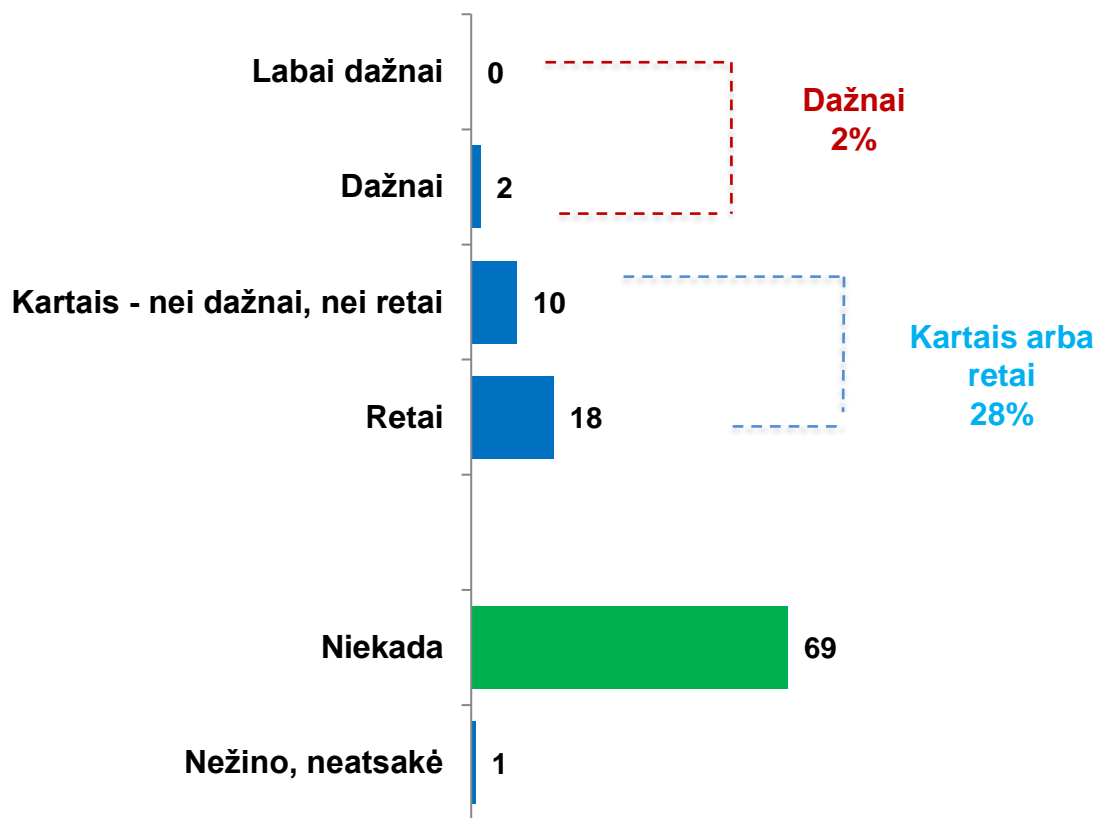 Labai dažnai 0
Dažnai
2%
Dažnai 2
Kartais - nei dažnai, nei retai 10
Kartais arba
retai
28%
Retai 18
Niekada 69
Nežino, neatsakė 1